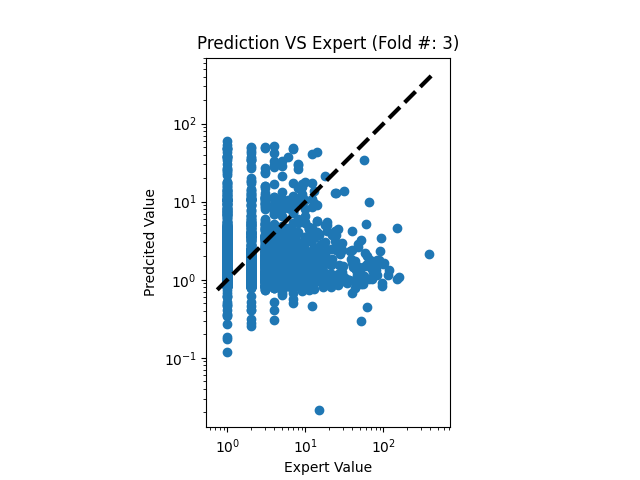 Prediction VS Expert (Fold #: 3)
10²
10¹
10⁰
10⁻¹
Predcited Value
10⁰ 10¹ 10²
Expert Value